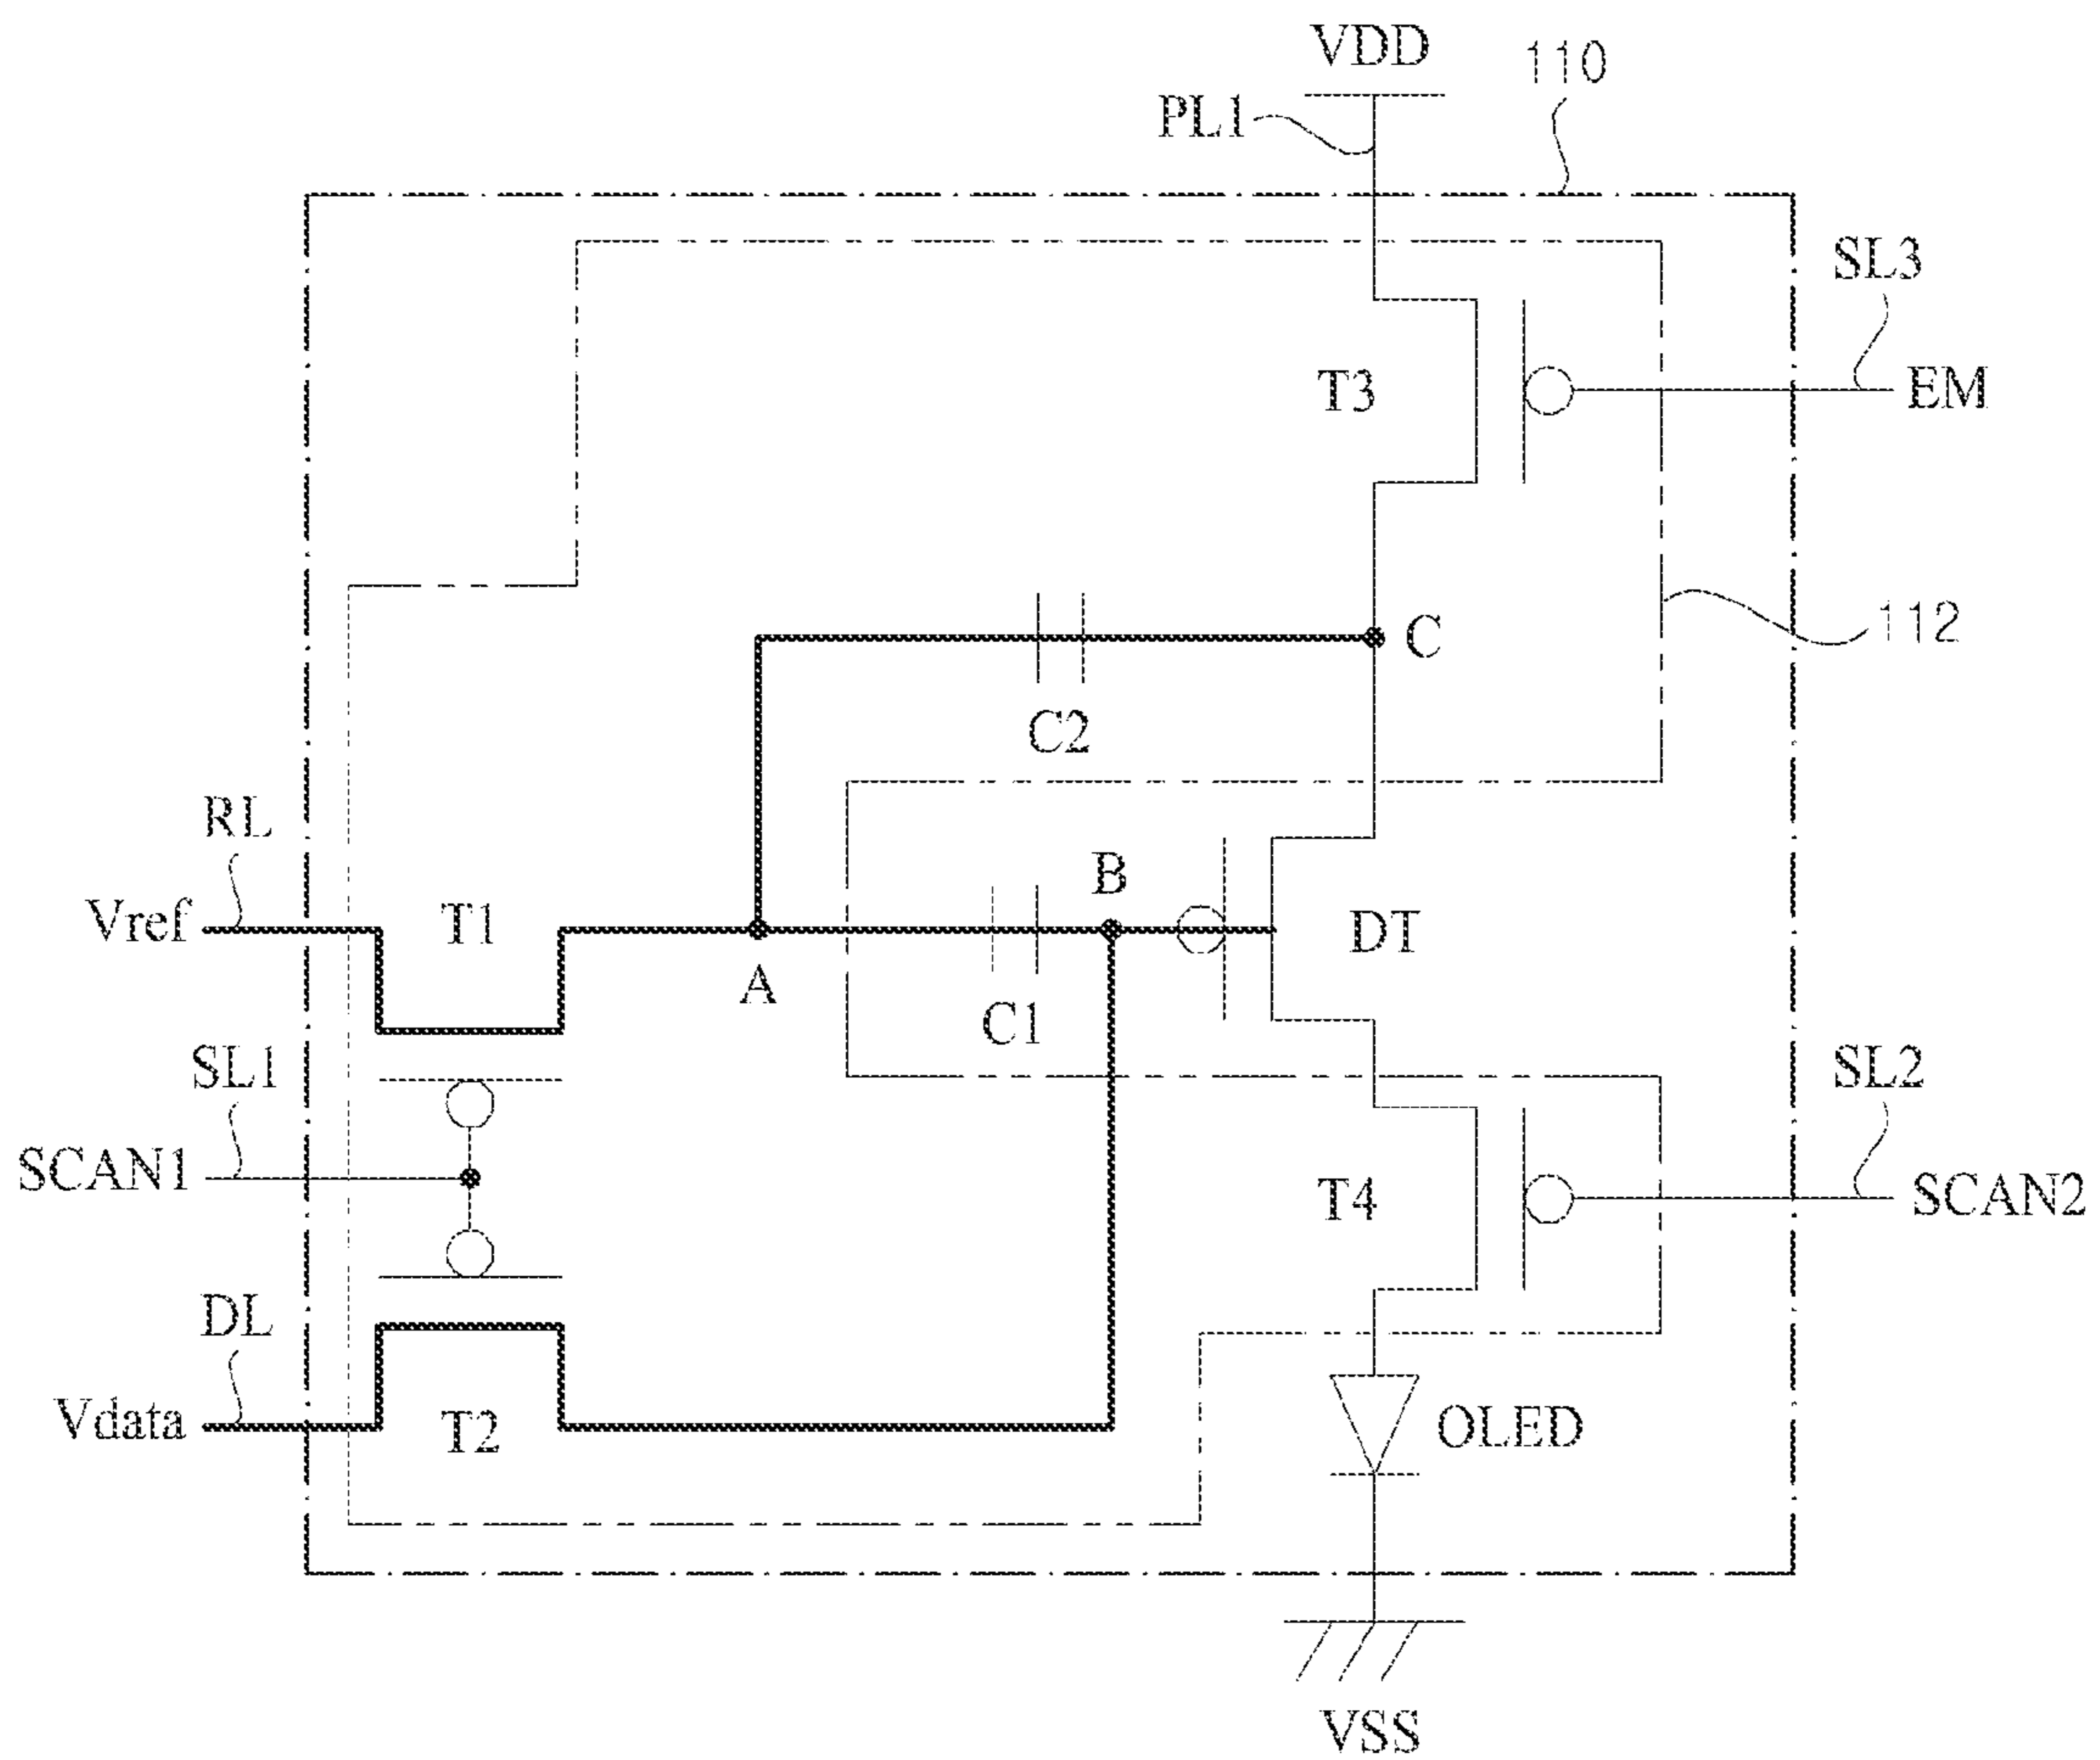 VDD
110
PL1
SL3
T3
EM
C
112
C2
RL
B
Vref
T1
DT
A
C1
SL1
SL2
SCAN1
T4
SCAN2
DL
Vdata
T2
OLED
VSS